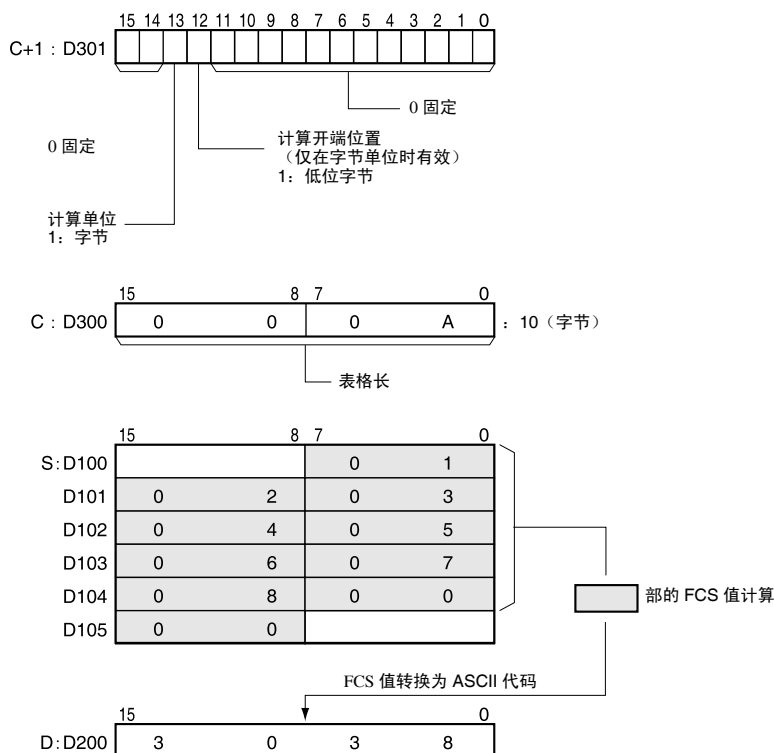 15 14 13 12 11 10 9 8 7 6 5 4 3 2 1 0
C+1：D301
0 固定
0 固定
计算开端位置
（仅在字节单位时有效）
1：低位字节
计算单位
1：字节
15 8 7 0
C：D300 0 0 0 A ：10（字节）
表格长
15 8 7 0
S:D100 0 1
D101 0 2 0 3
D102 0 4 0 5
D103 0 6 0 7
D104 0 8 0 0
D105 0 0
部的 FCS 值计算
FCS 值转换为 ASCII 代码
15 0
D:D200 3 0 3 8